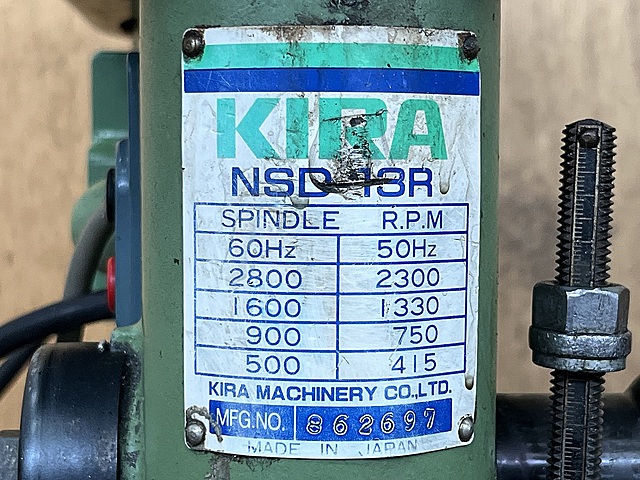 KIRA
NSD-13R
SPINDLE R.P.M
60Hz 50Hz
2800 2300
1600 1330
900 750
500 415
KIRA MACHINERY CO.,LTD.
MFG.NO. 862697
MADE IN JAPAN